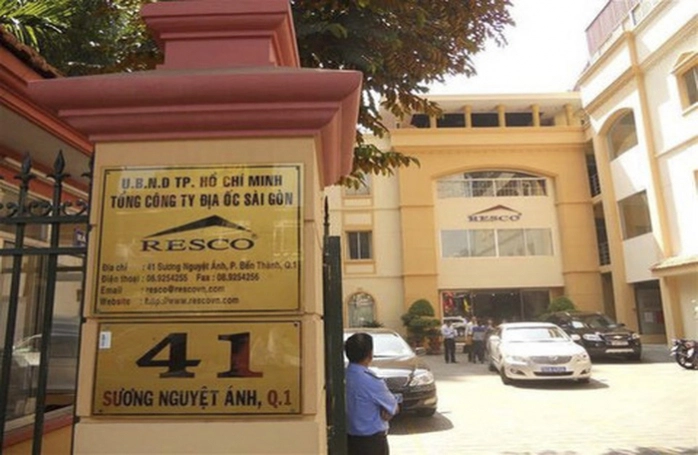 U.B.N.D TP. HỒ CHÍ MINH
TỔNG CÔNG TY ĐỊA ỐC SÀI GÒN
RESCO
Địa chỉ : 41 Sương Nguyệt Ánh, P. Bến Thành, Q.1
Điện thoại : 08.9254255 Fax : 08.9254256
Email : resco@rescovn.com
Website : http://www.rescovn.com
41
SƯƠNG NGUYỆT ÁNH, Q.1
RESCO